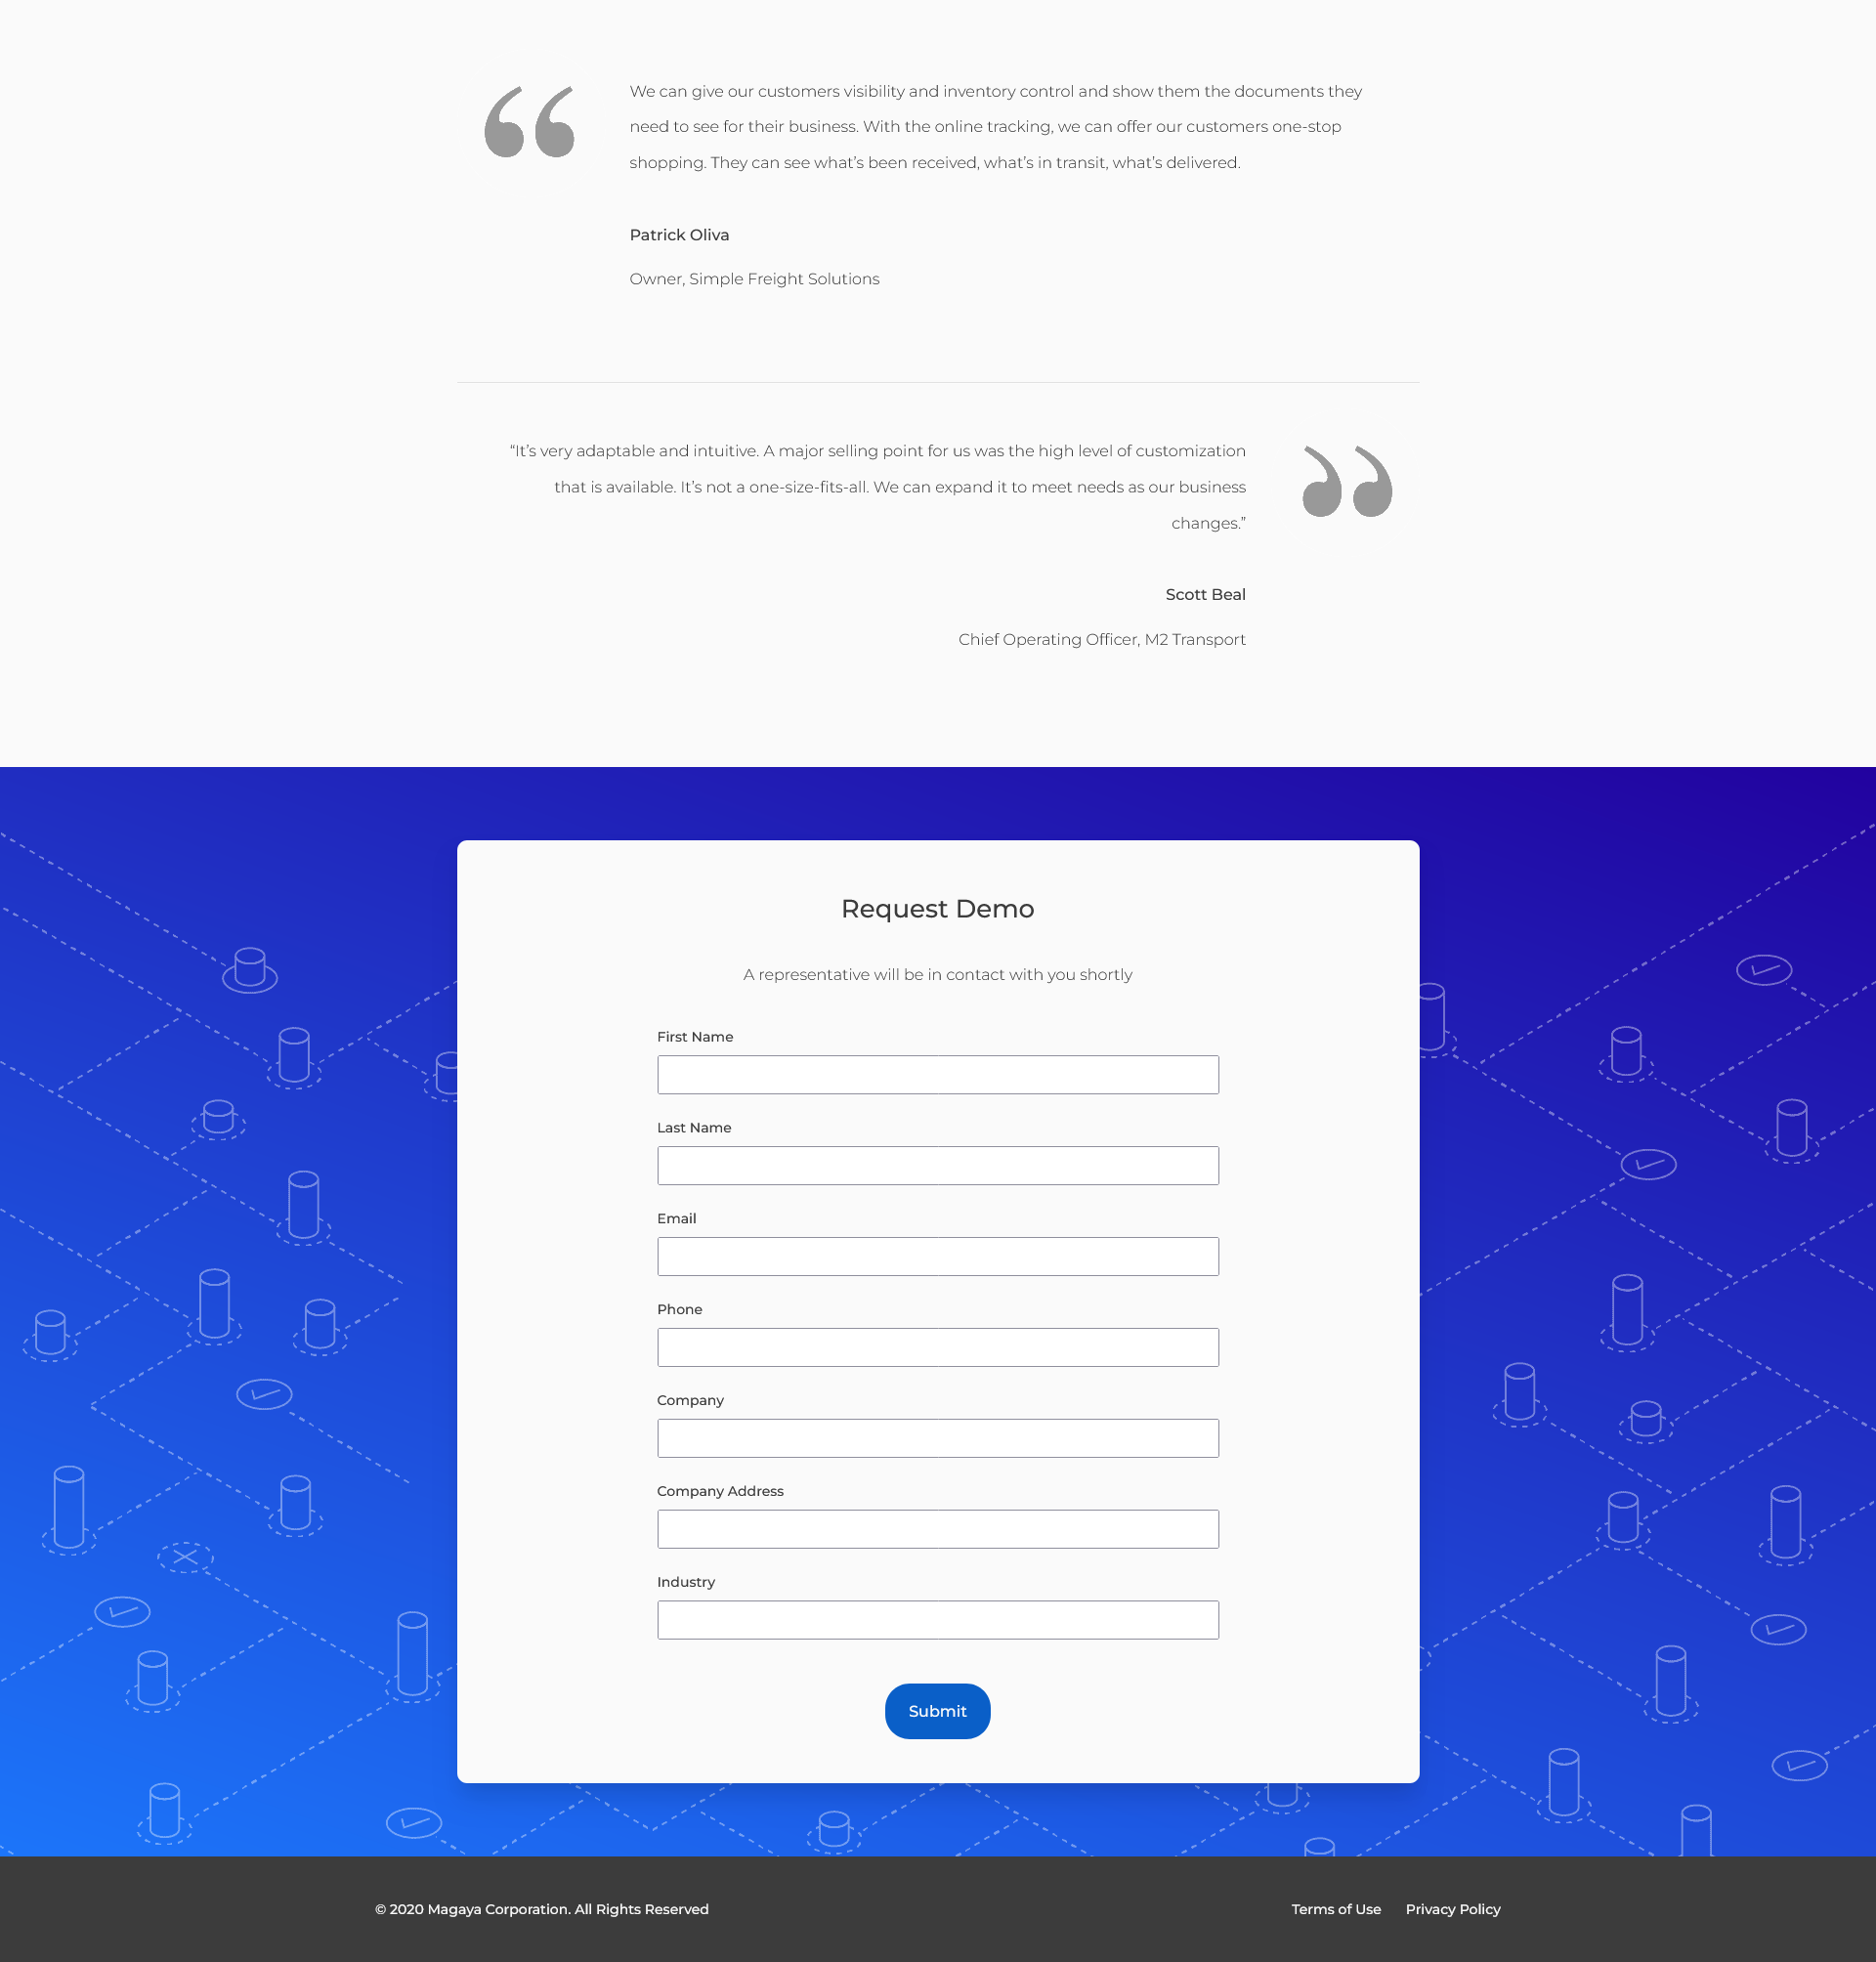 We can give our customers visibility and inventory control and show them the documents they
need to see for their business. With the online tracking, we can offer our customers one-stop
shopping. They can see what’s been received, what’s in transit, what’s delivered.
Patrick Oliva
Owner, Simple Freight Solutions
“It’s very adaptable and intuitive. A major selling point for us was the high level of customization
that is available. It’s not a one-size-fits-all. We can expand it to meet needs as our business
changes.”
Scott Beal
Chief Operating Officer, M2 Transport
Request Demo
A representative will be in contact with you shortly
First Name
Last Name
Email
Phone
Company
Company Address
Industry
Submit
© 2020 Magaya Corporation. All Rights Reserved
Terms of Use
Privacy Policy